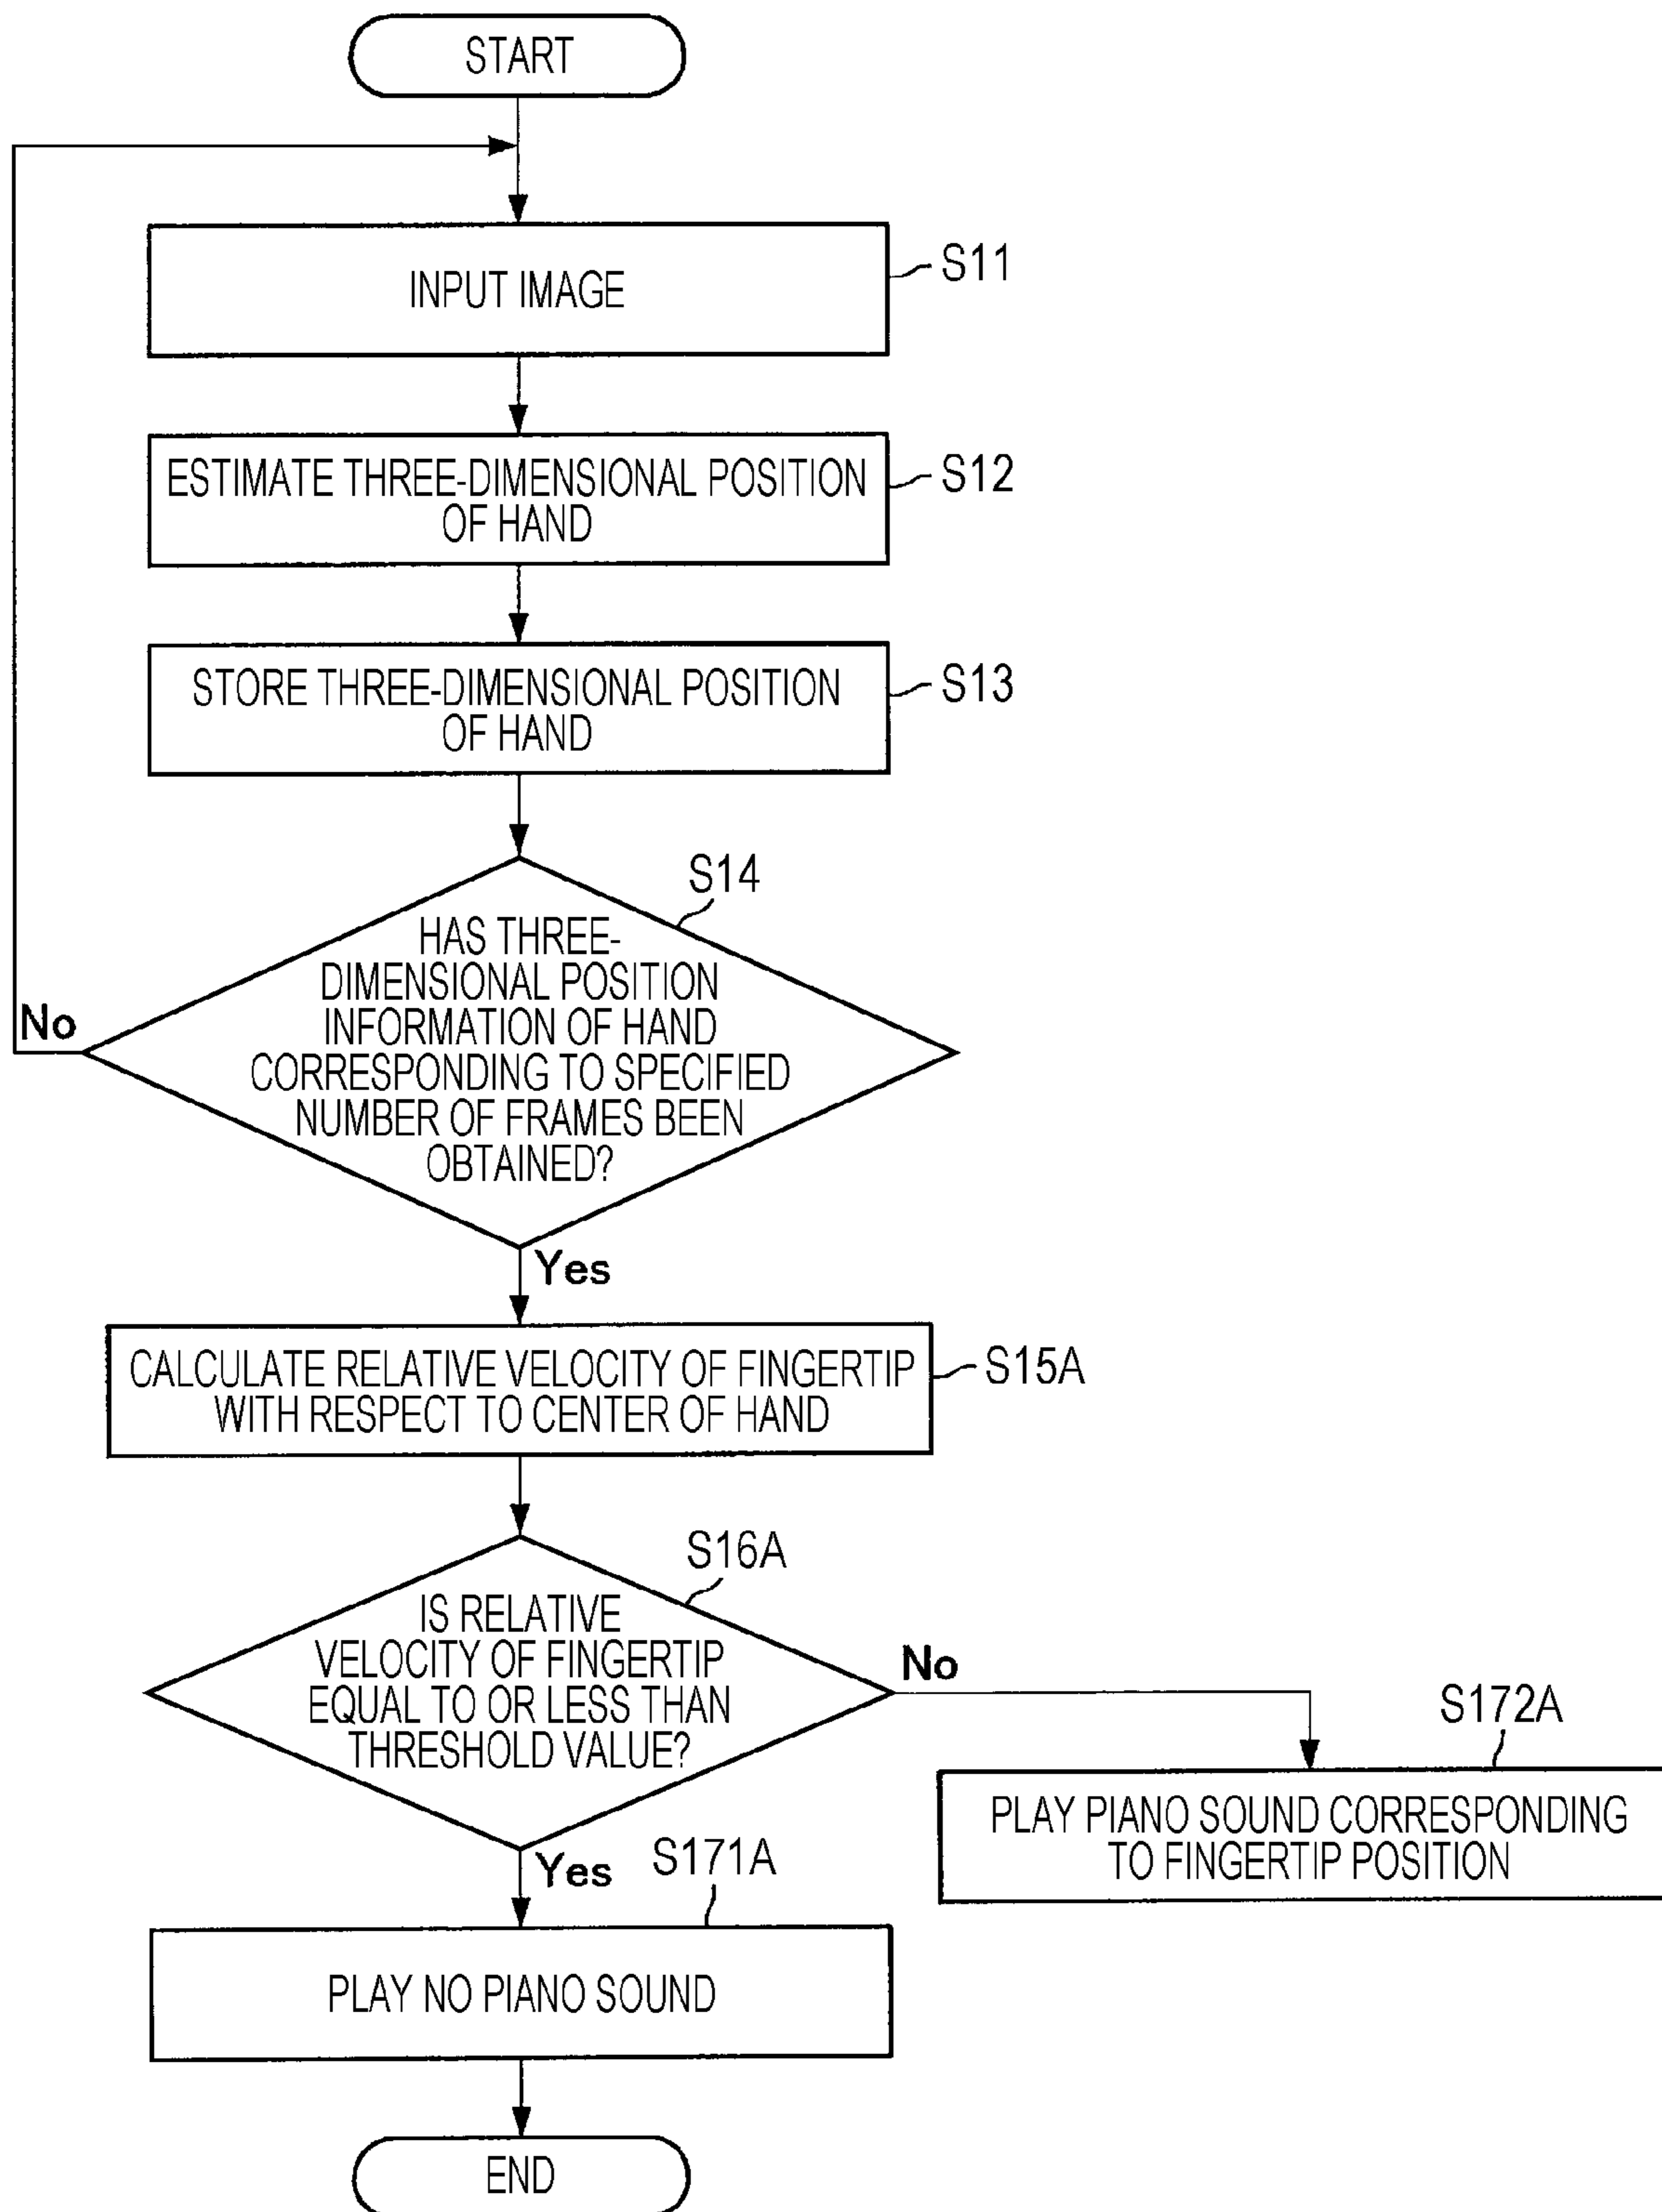 START
INPUT IMAGE
S11
ESTIMATE THREE-DIMENSIONAL POSITION
OF HAND
S12
STORE THREE-DIMENSIONAL POSITION
OF HAND
S13
S14
HAS THREE-
DIMENSIONAL POSITION
INFORMATION OF HAND
CORRESPONDING TO SPECIFIED
NUMBER OF FRAMES BEEN
OBTAINED?
No
Yes
CALCULATE RELATIVE VELOCITY OF FINGERTIP
WITH RESPECT TO CENTER OF HAND
S15A
S16A
IS RELATIVE
VELOCITY OF FINGERTIP
EQUAL TO OR LESS THAN
THRESHOLD VALUE?
No
S172A
PLAY PIANO SOUND CORRESPONDING
TO FINGERTIP POSITION
Yes
S171A
PLAY NO PIANO SOUND
END